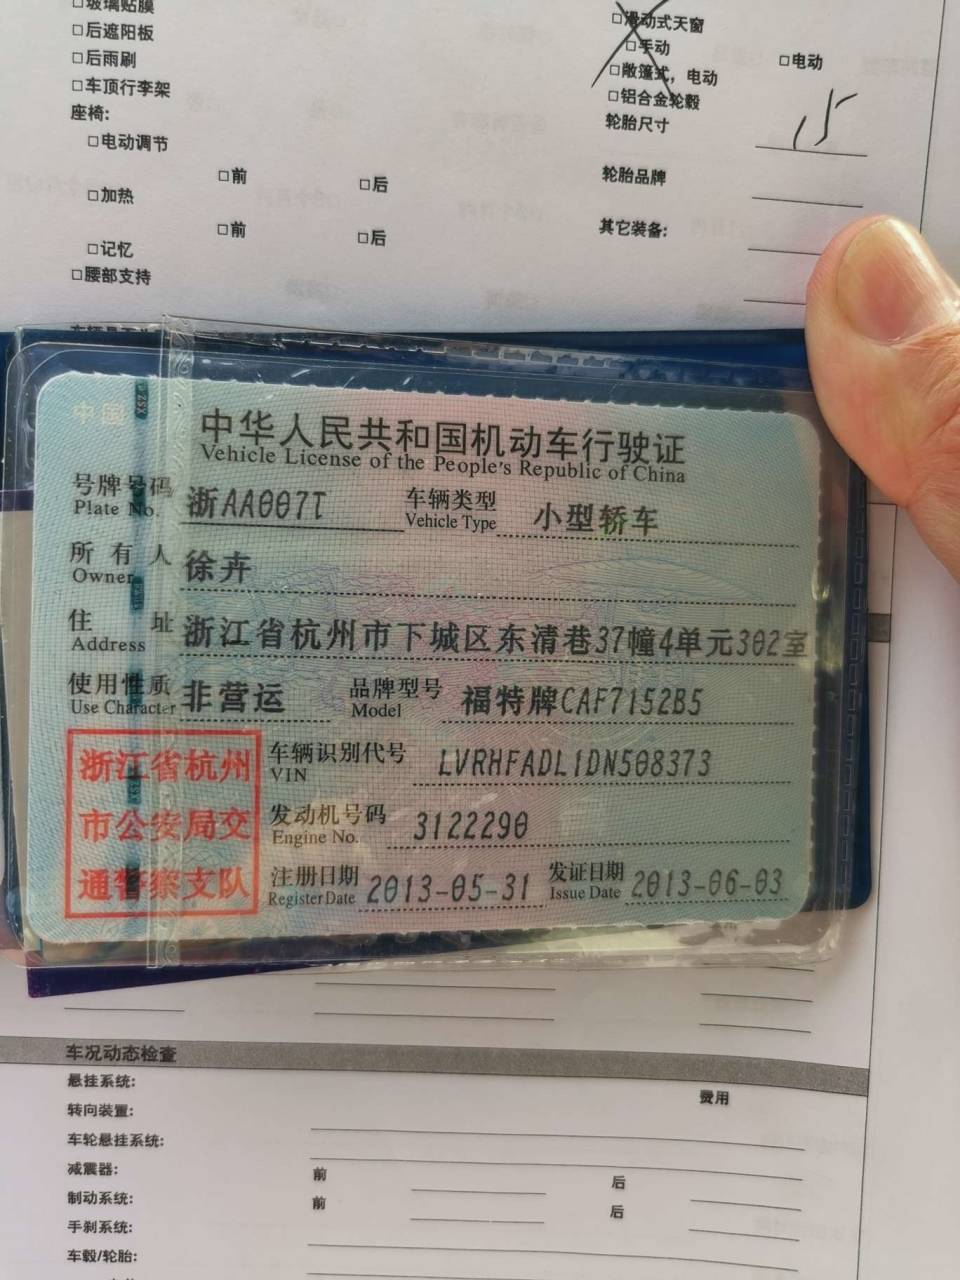 □玻璃贴膜
□后遮阳板
□后雨刷
□车顶行李架
座椅:
□电动调节
□前 □后
□加热
□前 □后
□记忆
□腰部支持
□滑动式天窗
□手动 □电动
□敞篷式，电动
□铝合金轮毂
轮胎尺寸 15
轮胎品牌
其它装备:
中国
中华人民共和国机动车行驶证
Vehicle License of the People's Republic of China
号牌号码 浙AA007T 车辆类型 小型轿车
Plate No. Vehicle Type
所有人 徐卉
Owner
住址 浙江省杭州市下城区东清巷37幢4单元302室
Address
使用性质 非营运 品牌型号 福特牌CAF7152B5
Use Character Model
浙江省杭州
市公安局交
通警察支队
车辆识别代号 LVRHFADL1DN508373
VIN
发动机号码 3122290
Engine No.
注册日期 2013-05-31 发证日期 2013-06-03
Register Date Issue Date
车况动态检查
悬挂系统: 费用
转向装置:
车轮悬挂系统:
减震器: 前 后
制动系统: 前 后
手刹系统:
车毂/轮胎: